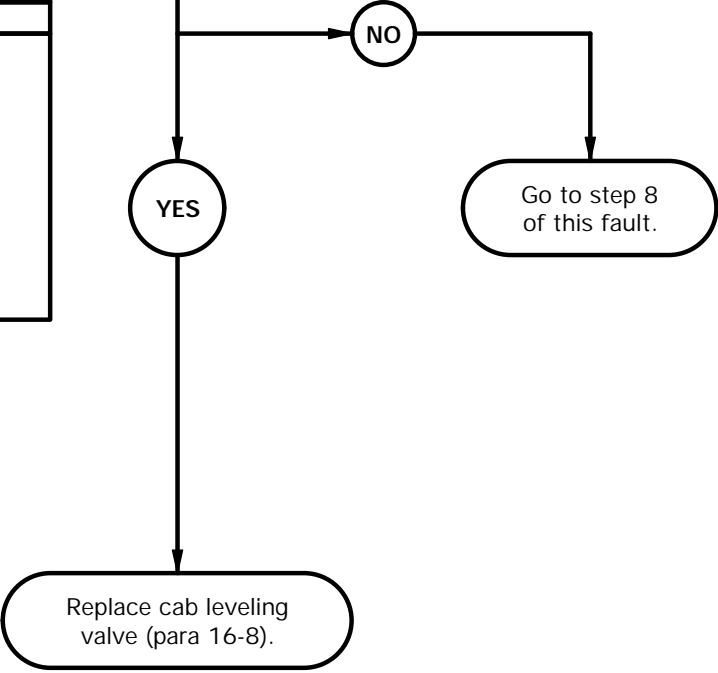 NO
YES
Go to step 8
of this fault.
Replace cab leveling
valve (para 16-8).